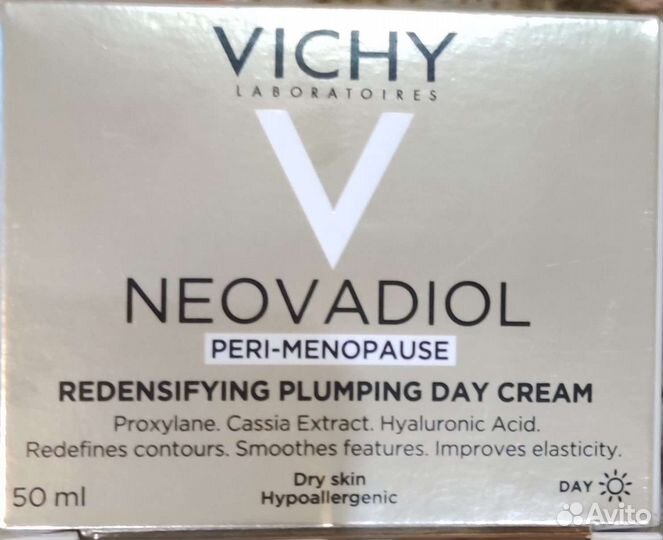 VICHY
LABORATOIRES
V
NEOVADIOL
PERI-MENOPAUSE
REDENSIFYING PLUMPING DAY CREAM
Proxylane. Cassia Extract. Hyaluronic Acid.
Redefines contours. Smoothes features. Improves elasticity.
Dry skin
Hypoallergenic
50 ml
DAY
Avito